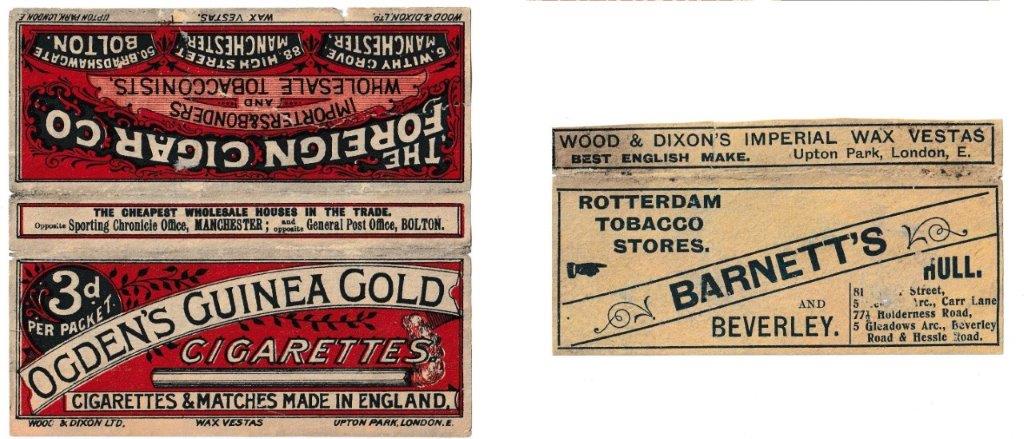 WOOD & DIXON, LTD. WAX VESTAS. UPTON PARK, LONDON, E.
6, WITHY GROVE, MANCHESTER.
88, HIGH STREET, MANCHESTER
50, BRADSHAWGATE BOLTON.
WHOLESALE TOBACCONISTS,
AND
IMPORTERS & BONDERS
THE FOREIGN CIGAR CO
THE CHEAPEST WHOLESALE HOUSES IN THE TRADE.
Opposite Sporting Chronicle Office, MANCHESTER; and opposite General Post Office, BOLTON.
3d
PER PACKET.
OGDEN'S GUINEA GOLD
CIGARETTES
CIGARETTES & MATCHES MADE IN ENGLAND.
WOOD & DIXON LTD. WAX VESTAS UPTON PARK, LONDON. E.
WOOD & DIXON'S IMPERIAL WAX VESTAS
BEST ENGLISH MAKE. Upton Park, London, E.
ROTTERDAM
TOBACCO
STORES.
BARNETT'S
HULL.
AND
BEVERLEY.
81 Street,
5 Arc., Carr Lane
77½ Holderness Road,
5 Gleadows Arc., Beverley
Road & Hessle Road.